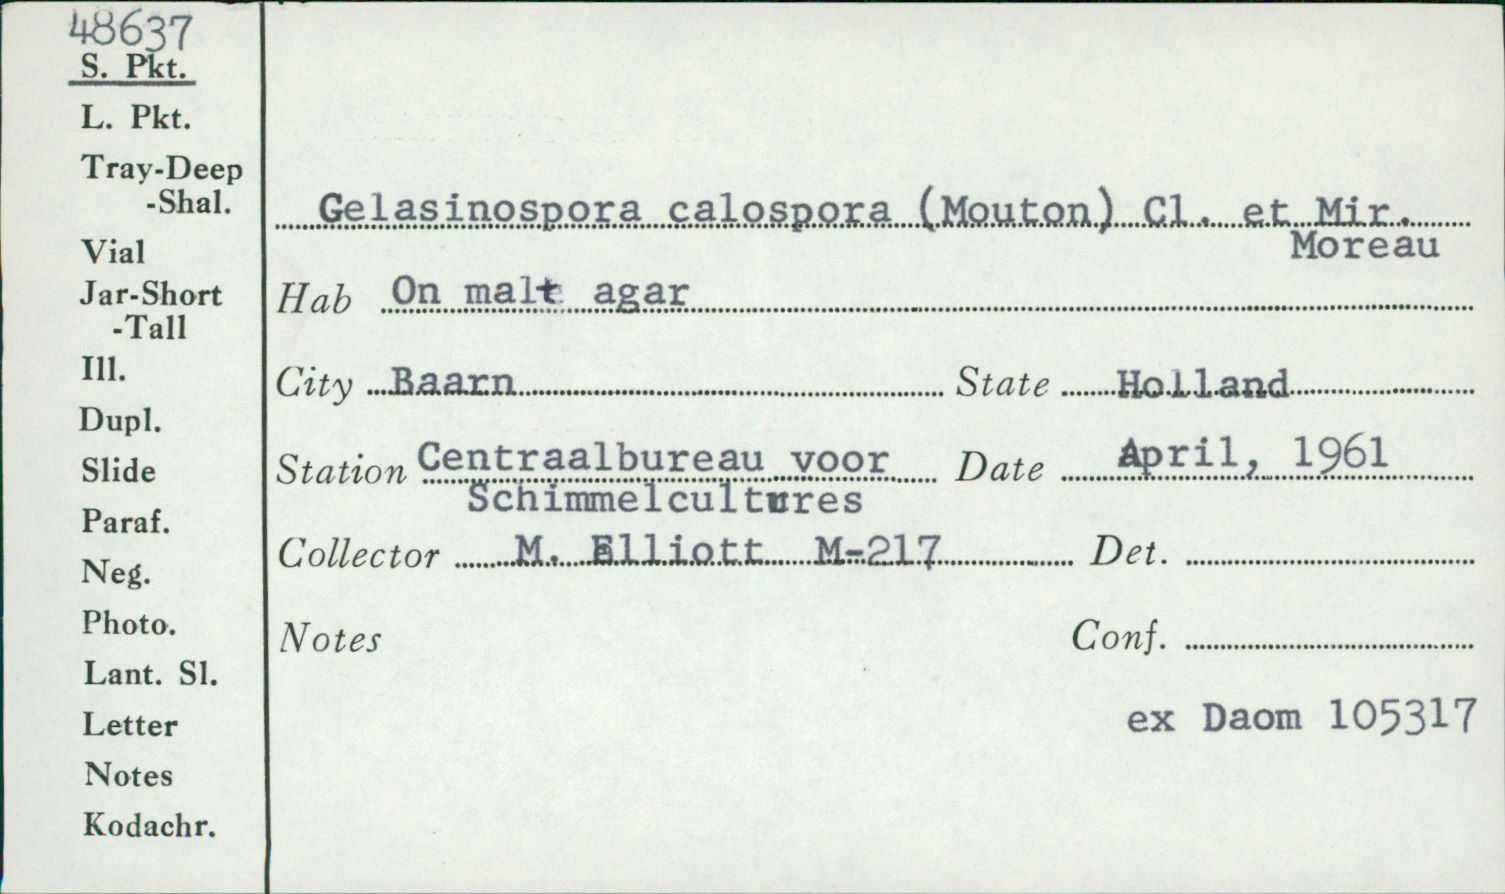 48637
S. Pkt.
L. Pkt.
Tray-Deep
-Shal.
Vial
Jar-Short
-Tall
Ill.
Dupl.
Slide
Paraf.
Neg.
Photo.
Lant. Sl.
Letter
Notes
Kodachr.
Gelasinospora calospora (Mouton) Cl. et Mir.
Moreau
Hab On malt agar
City Baarn State Holland
Station Centraalbureau voor Date April, 1961
Schimmelcultures
Collector M. Elliott M-217 Det.
Notes Conf.
ex Daom 105317